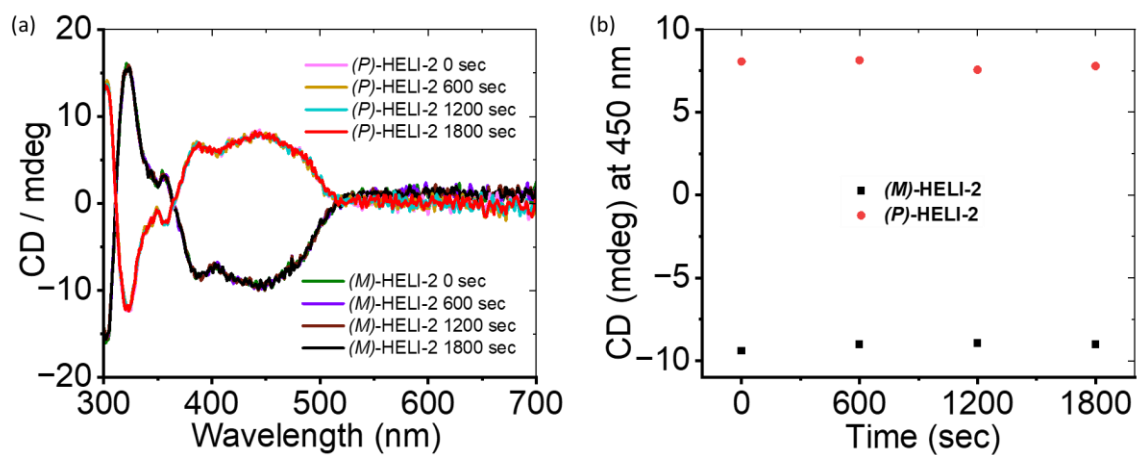 (a)
20
10
0
−10
−20
CD / mdeg
(P)-HELI-2 0 sec
(P)-HELI-2 600 sec
(P)-HELI-2 1200 sec
(P)-HELI-2 1800 sec
(M)-HELI-2 0 sec
(M)-HELI-2 600 sec
(M)-HELI-2 1200 sec
(M)-HELI-2 1800 sec
300 400 500 600 700
Wavelength (nm)
(b)
10
5
0
−5
−10
CD (mdeg) at 450 nm
(M)-HELI-2
(P)-HELI-2
0 600 1200 1800
Time (sec)